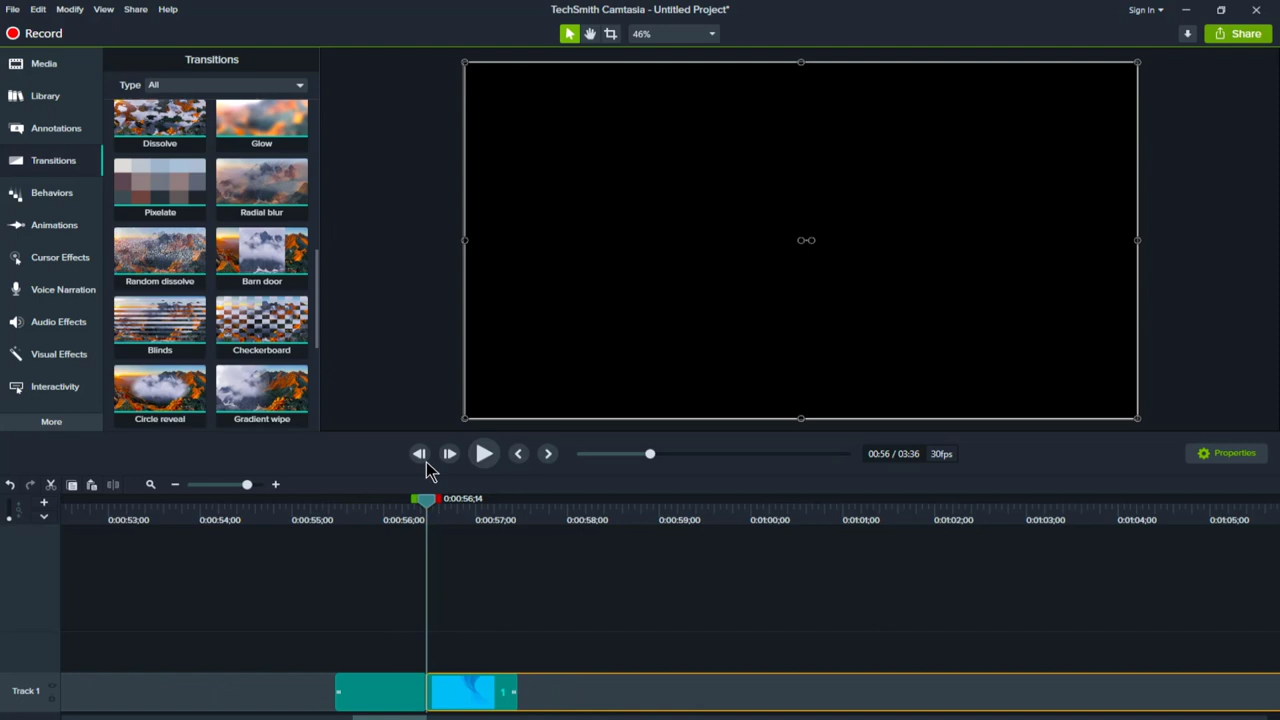 File Edit Modify View Share Help
TechSmith Camtasia - Untitled Project*
Sign In
Record
46%
Share
Media
Library
Annotations
Transitions
Behaviors
Animations
Cursor Effects
Voice Narration
Audio Effects
Visual Effects
Interactivity
More
Transitions
Type All
Dissolve Glow
Pixelate Radial blur
Random dissolve Barn door
Blinds Checkerboard
Circle reveal Gradient wipe
00:56 / 03:36 30fps
Properties
0:00:56;14
0:00:53;00 0:00:54;00 0:00:55;00 0:00:56;00 0:00:57;00 0:00:58;00 0:00:59;00 0:01:00;00 0:01:01;00 0:01:02;00 0:01:03;00 0:01:04;00 0:01:05;00
Track 1
1